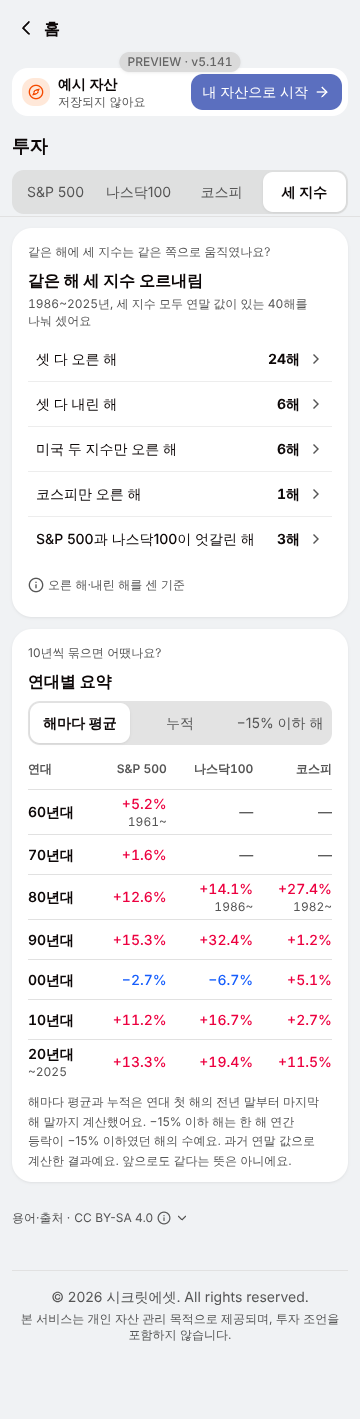 홈
PREVIEW · v5.141
예시 자산
저장되지 않아요
내 자산으로 시작 →
투자
S&P 500 나스닥100 코스피 세 지수
같은 해에 세 지수는 같은 쪽으로 움직였나요?
같은 해 세 지수 오르내림
1986~2025년, 세 지수 모두 연말 값이 있는 40해를
나눠 셌어요
셋 다 오른 해 24해
셋 다 내린 해 6해
미국 두 지수만 오른 해 6해
코스피만 오른 해 1해
S&P 500과 나스닥100이 엇갈린 해 3해
오른 해·내린 해를 센 기준
10년씩 묶으면 어땠나요?
연대별 요약
해마다 평균 누적 −15% 이하 해
연대 S&P 500 나스닥100 코스피
60년대 +5.2% — —
1961~
70년대 +1.6% — —
80년대 +12.6% +14.1% +27.4%
1986~ 1982~
90년대 +15.3% +32.4% +1.2%
00년대 −2.7% −6.7% +5.1%
10년대 +11.2% +16.7% +2.7%
20년대 +13.3% +19.4% +11.5%
~2025
해마다 평균과 누적은 연대 첫 해의 전년 말부터 마지막
해 말까지 계산했어요. −15% 이하 해는 한 해 연간
등락이 −15% 이하였던 해의 수예요. 과거 연말 값으로
계산한 결과예요. 앞으로도 같다는 뜻은 아니에요.
용어·출처 · CC BY-SA 4.0
© 2026 시크릿에셋. All rights reserved.
본 서비스는 개인 자산 관리 목적으로 제공되며, 투자 조언을
포함하지 않습니다.